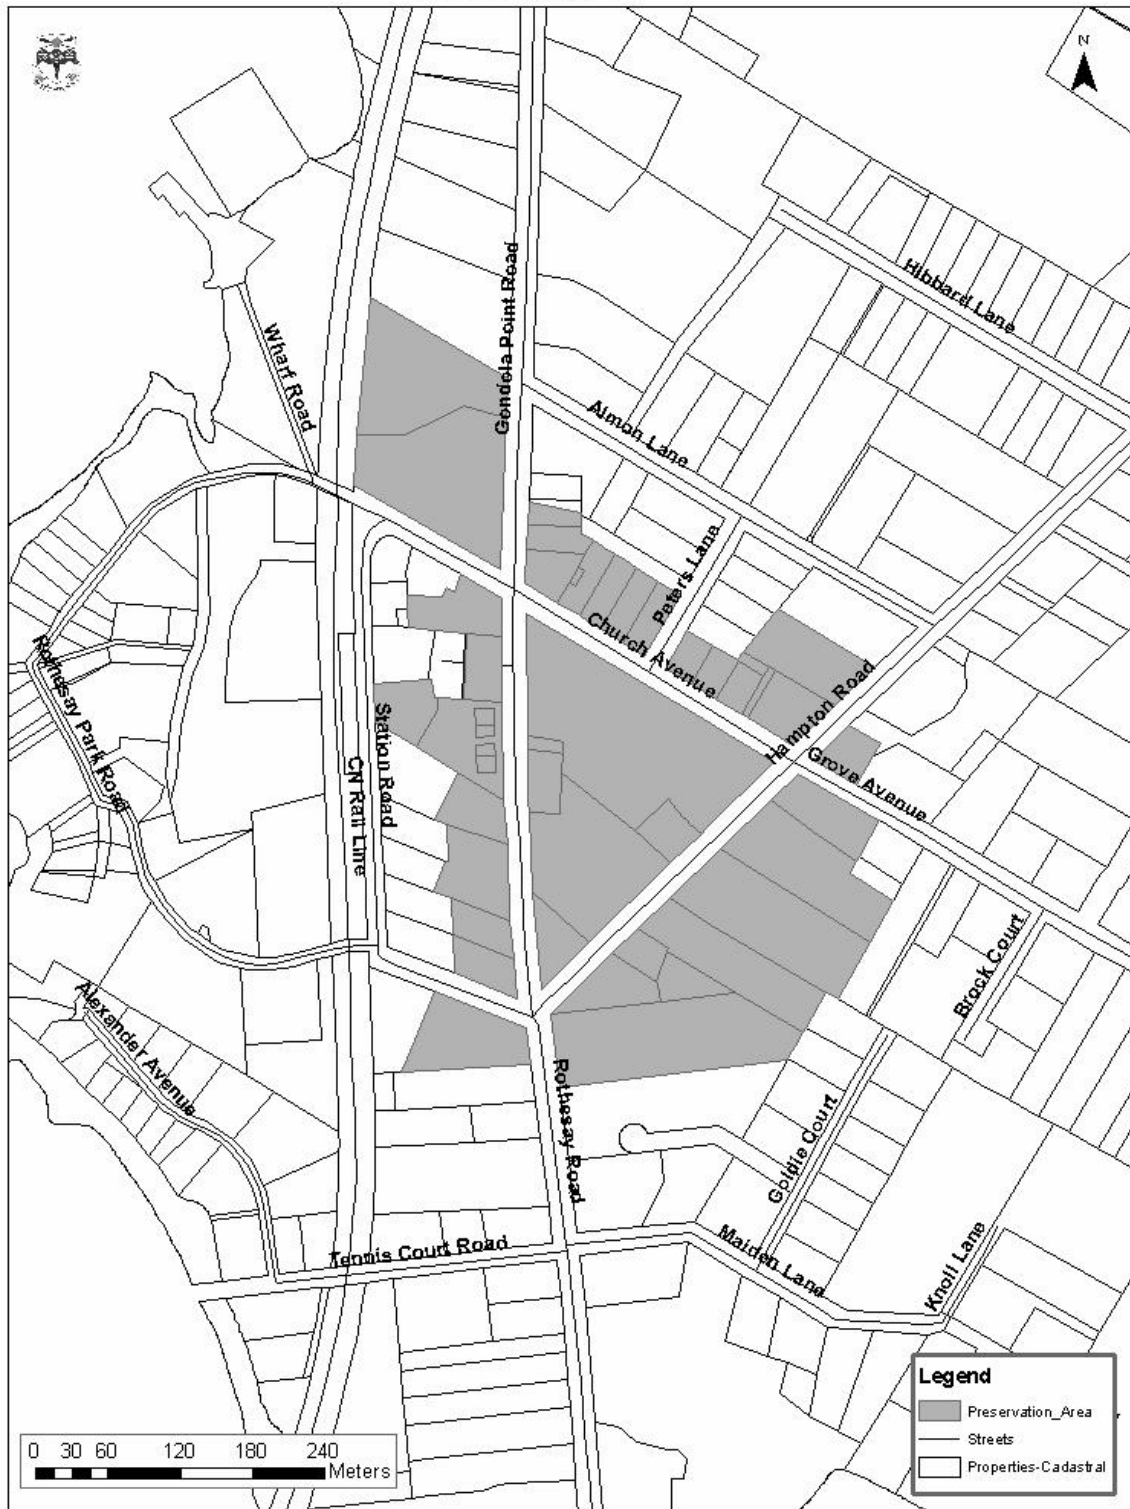 N
Hibbard Lane
Gondola Point Road
Wharf Road
Almon Lane
Peters Lane
Church Avenue
Hampton Road
Rothesay Park Road
Station Road
CN Rail Line
Grove Avenue
Brock Court
Alexander Avenue
Rothesay Road
Goldie Court
Tennis Court Road
Maiden Lane
Knoll Lane
Legend
Preservation_Area
Streets
Properties-Cadastral
0 30 60 120 180 240
Meters